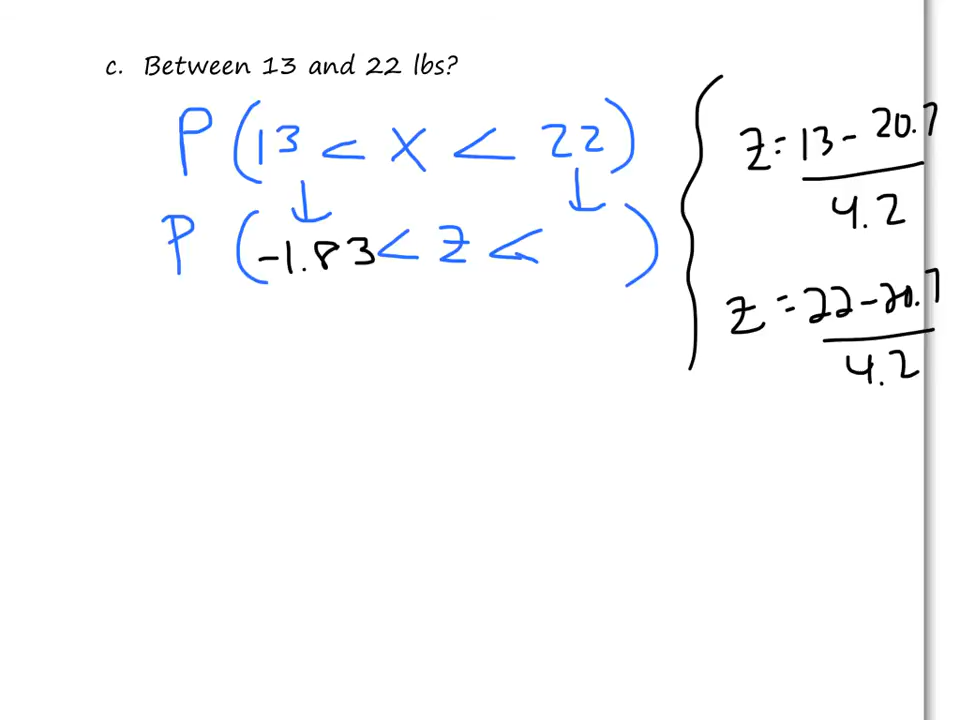 c. Between 13 and 22 lbs?
P (13 < X < 22)
P (-1.83 < Z < )
Z = 13 - 20.7
4.2
Z = 22 - 20.7
4.2